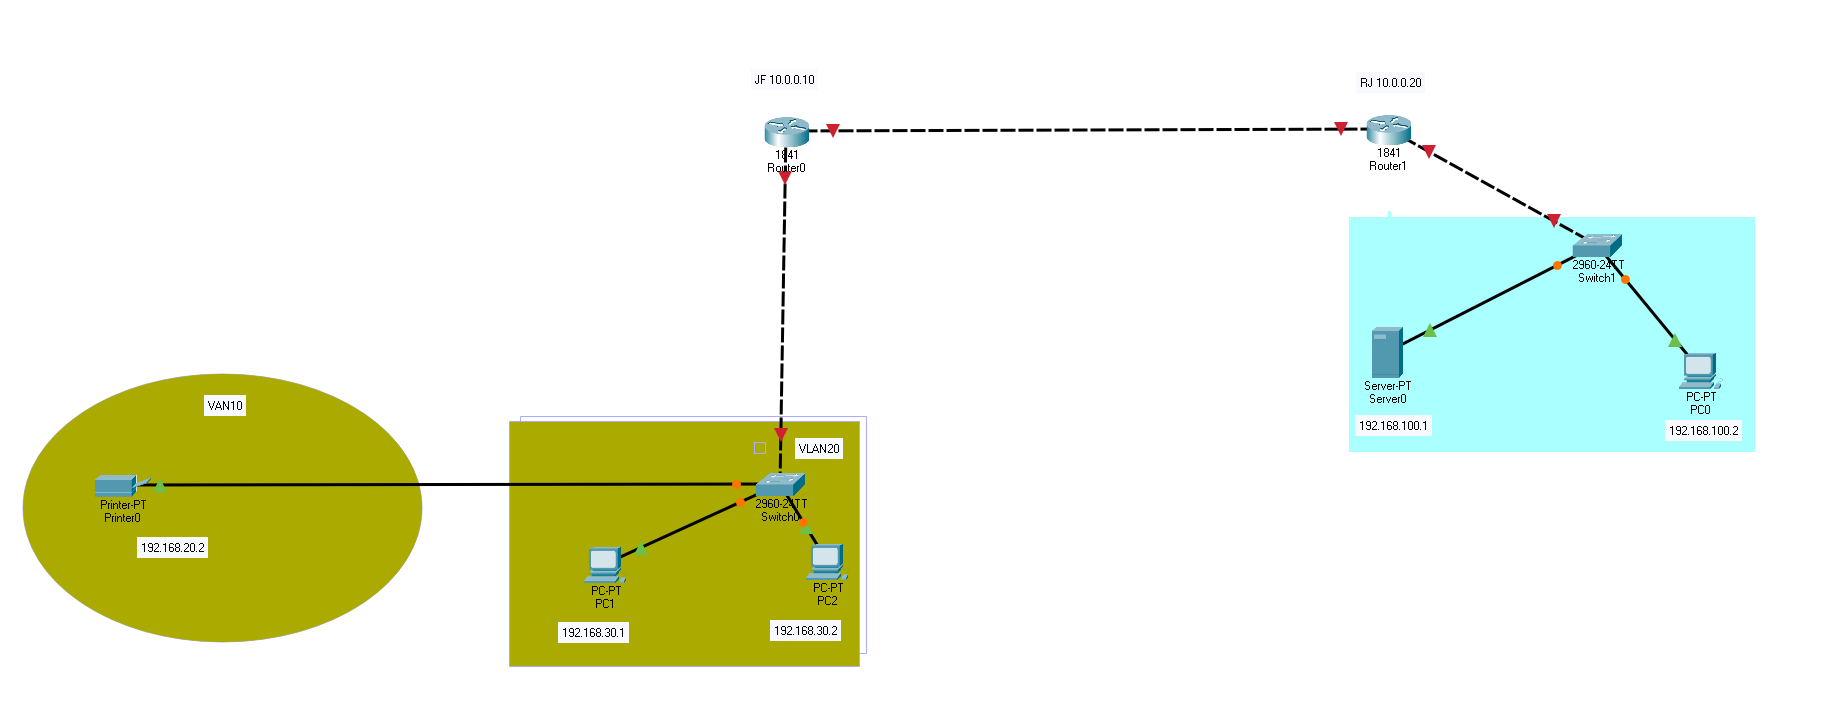 JF 10.0.0.10
RJ 10.0.0.20
1841
Router0
1841
Router1
2960-24TT
Switch1
Server-PT
Server0
192.168.100.1
PC-PT
PC0
192.168.100.2
VAN10
Printer-PT
Printer0
192.168.20.2
VLAN20
2960-24TT
Switch0
PC-PT
PC1
192.168.30.1
PC-PT
PC2
192.168.30.2